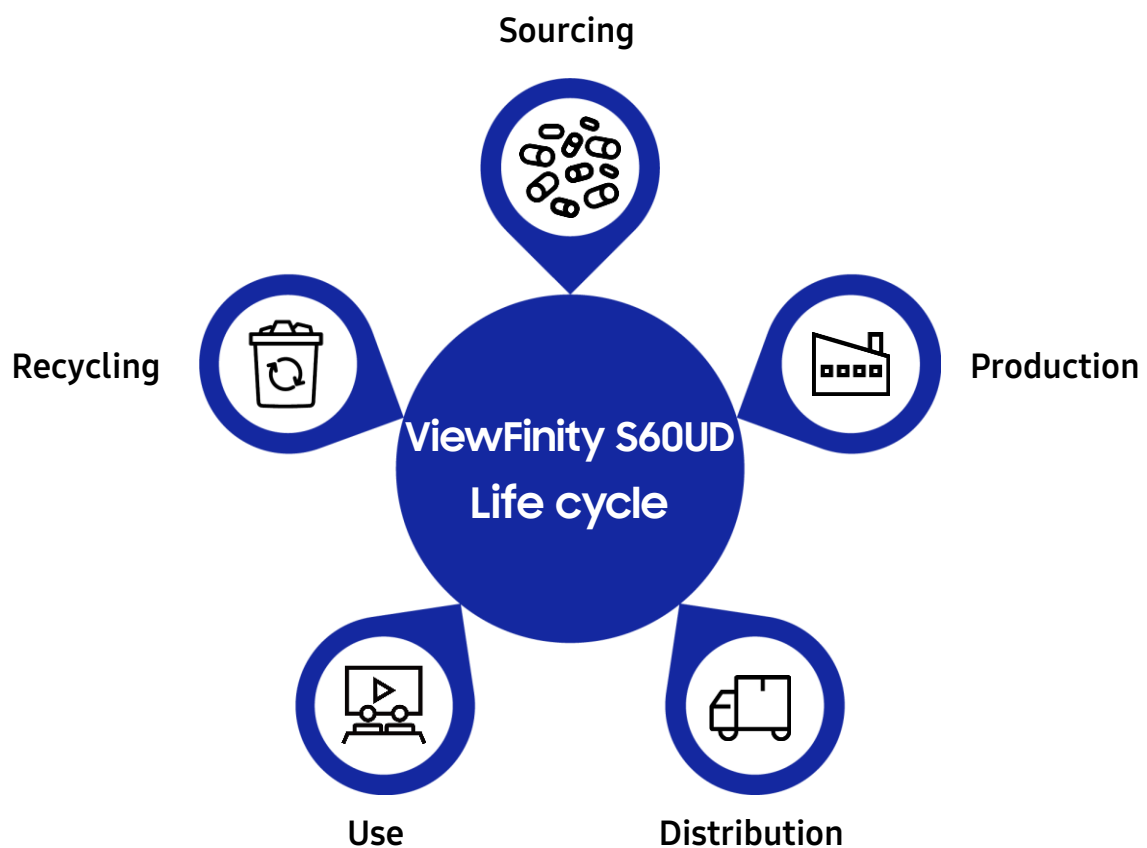 Sourcing
Recycling
Production
ViewFinity S60UD
Life cycle
Use
Distribution